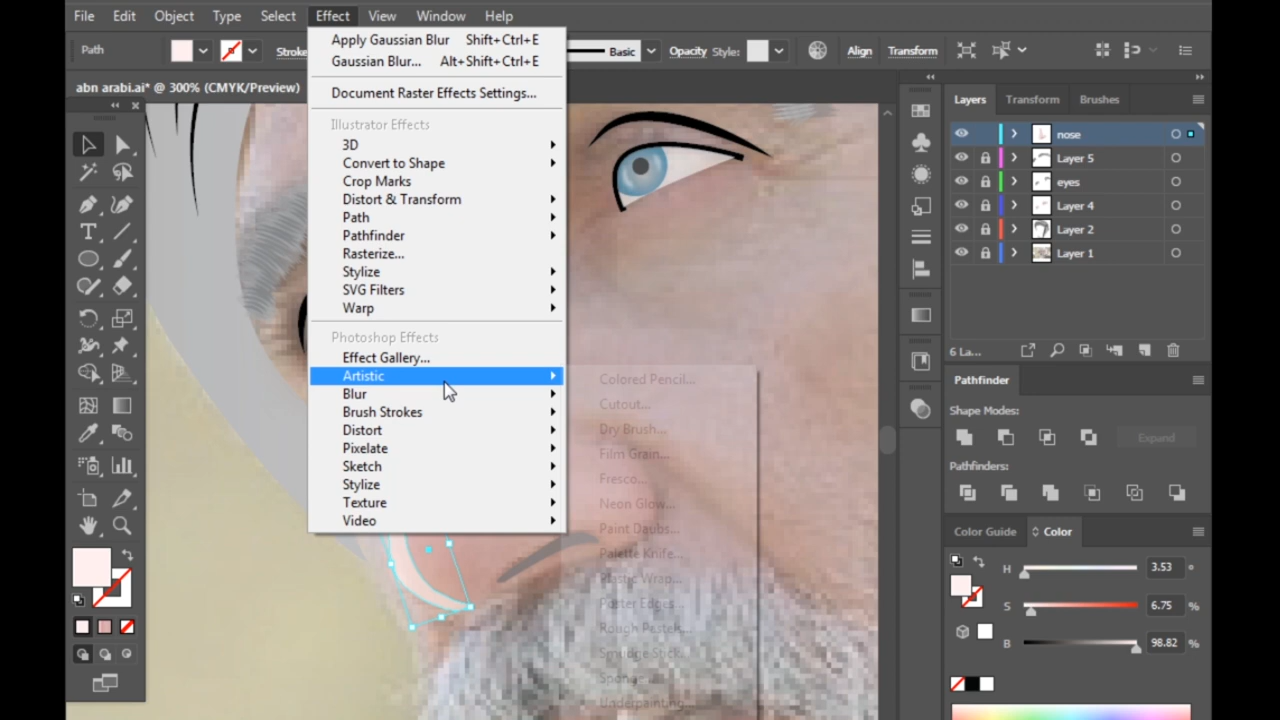 File Edit Object Type Select Effect View Window Help
Path Stroke Basic Opacity Style: Align Transform
abn arabi.ai* @ 300% (CMYK/Preview)
Apply Gaussian Blur Shift+Ctrl+E
Gaussian Blur... Alt+Shift+Ctrl+E
Document Raster Effects Settings...
Illustrator Effects
3D
Convert to Shape
Crop Marks
Distort & Transform
Path
Pathfinder
Rasterize...
Stylize
SVG Filters
Warp
Photoshop Effects
Effect Gallery...
Artistic
Blur
Brush Strokes
Distort
Pixelate
Sketch
Stylize
Texture
Video
Colored Pencil...
Cutout...
Dry Brush...
Film Grain...
Fresco...
Neon Glow...
Paint Daubs...
Palette Knife...
Plastic Wrap...
Poster Edges...
Rough Pastels...
Smudge Stick...
Sponge...
Underpainting...
Layers Transform Brushes
nose
Layer 5
eyes
Layer 4
Layer 2
Layer 1
6 La...
Pathfinder
Shape Modes:
Expand
Pathfinders:
Color Guide Color
H 3.53 °
S 6.75 %
B 98.82 %